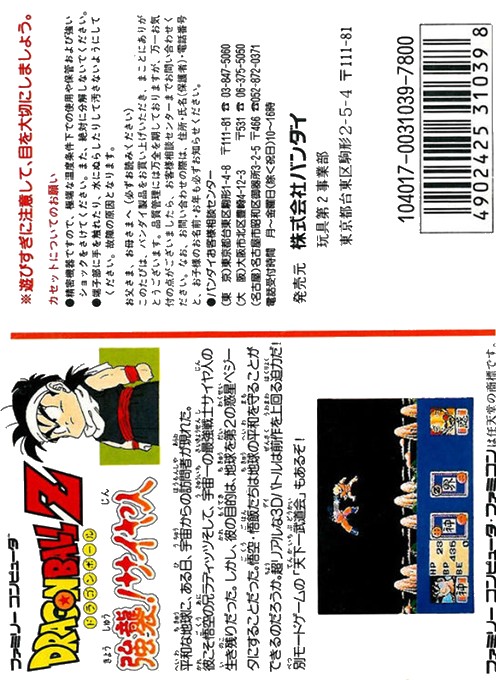 ファミリー コンピュータ
DRAGON BALL Z
ドラゴンボール
強襲!サイヤ人
きょうしゅう じん
平和な地球に、ある日、宇宙からの訪問者が現れた。
彼こそ悟空の兄ラディッツそして、宇宙一の最強戦士サイヤ人の
生き残りだった。しかし、彼の目的は、地球を第2の惑星ベジー
タにすることだった。悟空・悟飯たちは地球の平和を守ることが
できるのだろうか。超リアルな3Dバトルは前作を上回る迫力だ!
別モードゲームの「天下一武道会」もあるぞ!
HP 23
BP 435
BE 0
神
界
惑
ファミリーコンピュータ ファミコンは任天堂の商標です。
※遊びすぎに注意して、目を大切にしましょう。
カセットについてのお願い
●精密機器ですので、極端な温度条件下での使用や保管および強い
ショックをさけてください。また、絶対に分解しないでください。
●端子部に手を触れたり、水にぬらしたりして汚さないようにして
ください。故障の原因となります。
お父さま、お母さまへ(必ずお読みください)
このたびは、バンダイ製品をお買い上げいただき、まことにありが
とうございます。品質管理には万全を期しておりますが、万一お気
付の点がございましたら、お客様相談センターまでお問い合わせく
ださい。なお、お問い合わせの際は、住所・氏名(保護者)・電話番号
と、お子様のお名前・お年も必ずお知らせください。
●バンダイお客様相談センター
(東 京)東京都台東区駒形1-4-8 〒111-81 ☎03-847-5060
(大 阪)大阪市北区豊崎4-12-3 〒531 ☎06-375-5050
(名古屋)名古屋市昭和区御器所3-2-5 〒466 ☎052-872-0371
電話受付時間 月〜金曜日(除く祝日)10〜16時
発売元 株式会社バンダイ
玩具第2事業部
東京都台東区駒形2-5-4 〒111-81
104017-0031039-7800
4902425310398